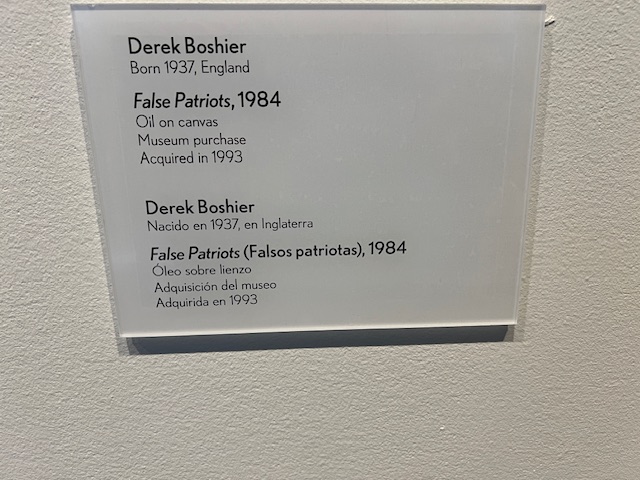 Derek Boshier
Born 1937, England
False Patriots, 1984
Oil on canvas
Museum purchase
Acquired in 1993
Derek Boshier
Nacido en 1937, en Inglaterra
False Patriots (Falsos patriotas), 1984
Óleo sobre lienzo
Adquisición del museo
Adquirida en 1993